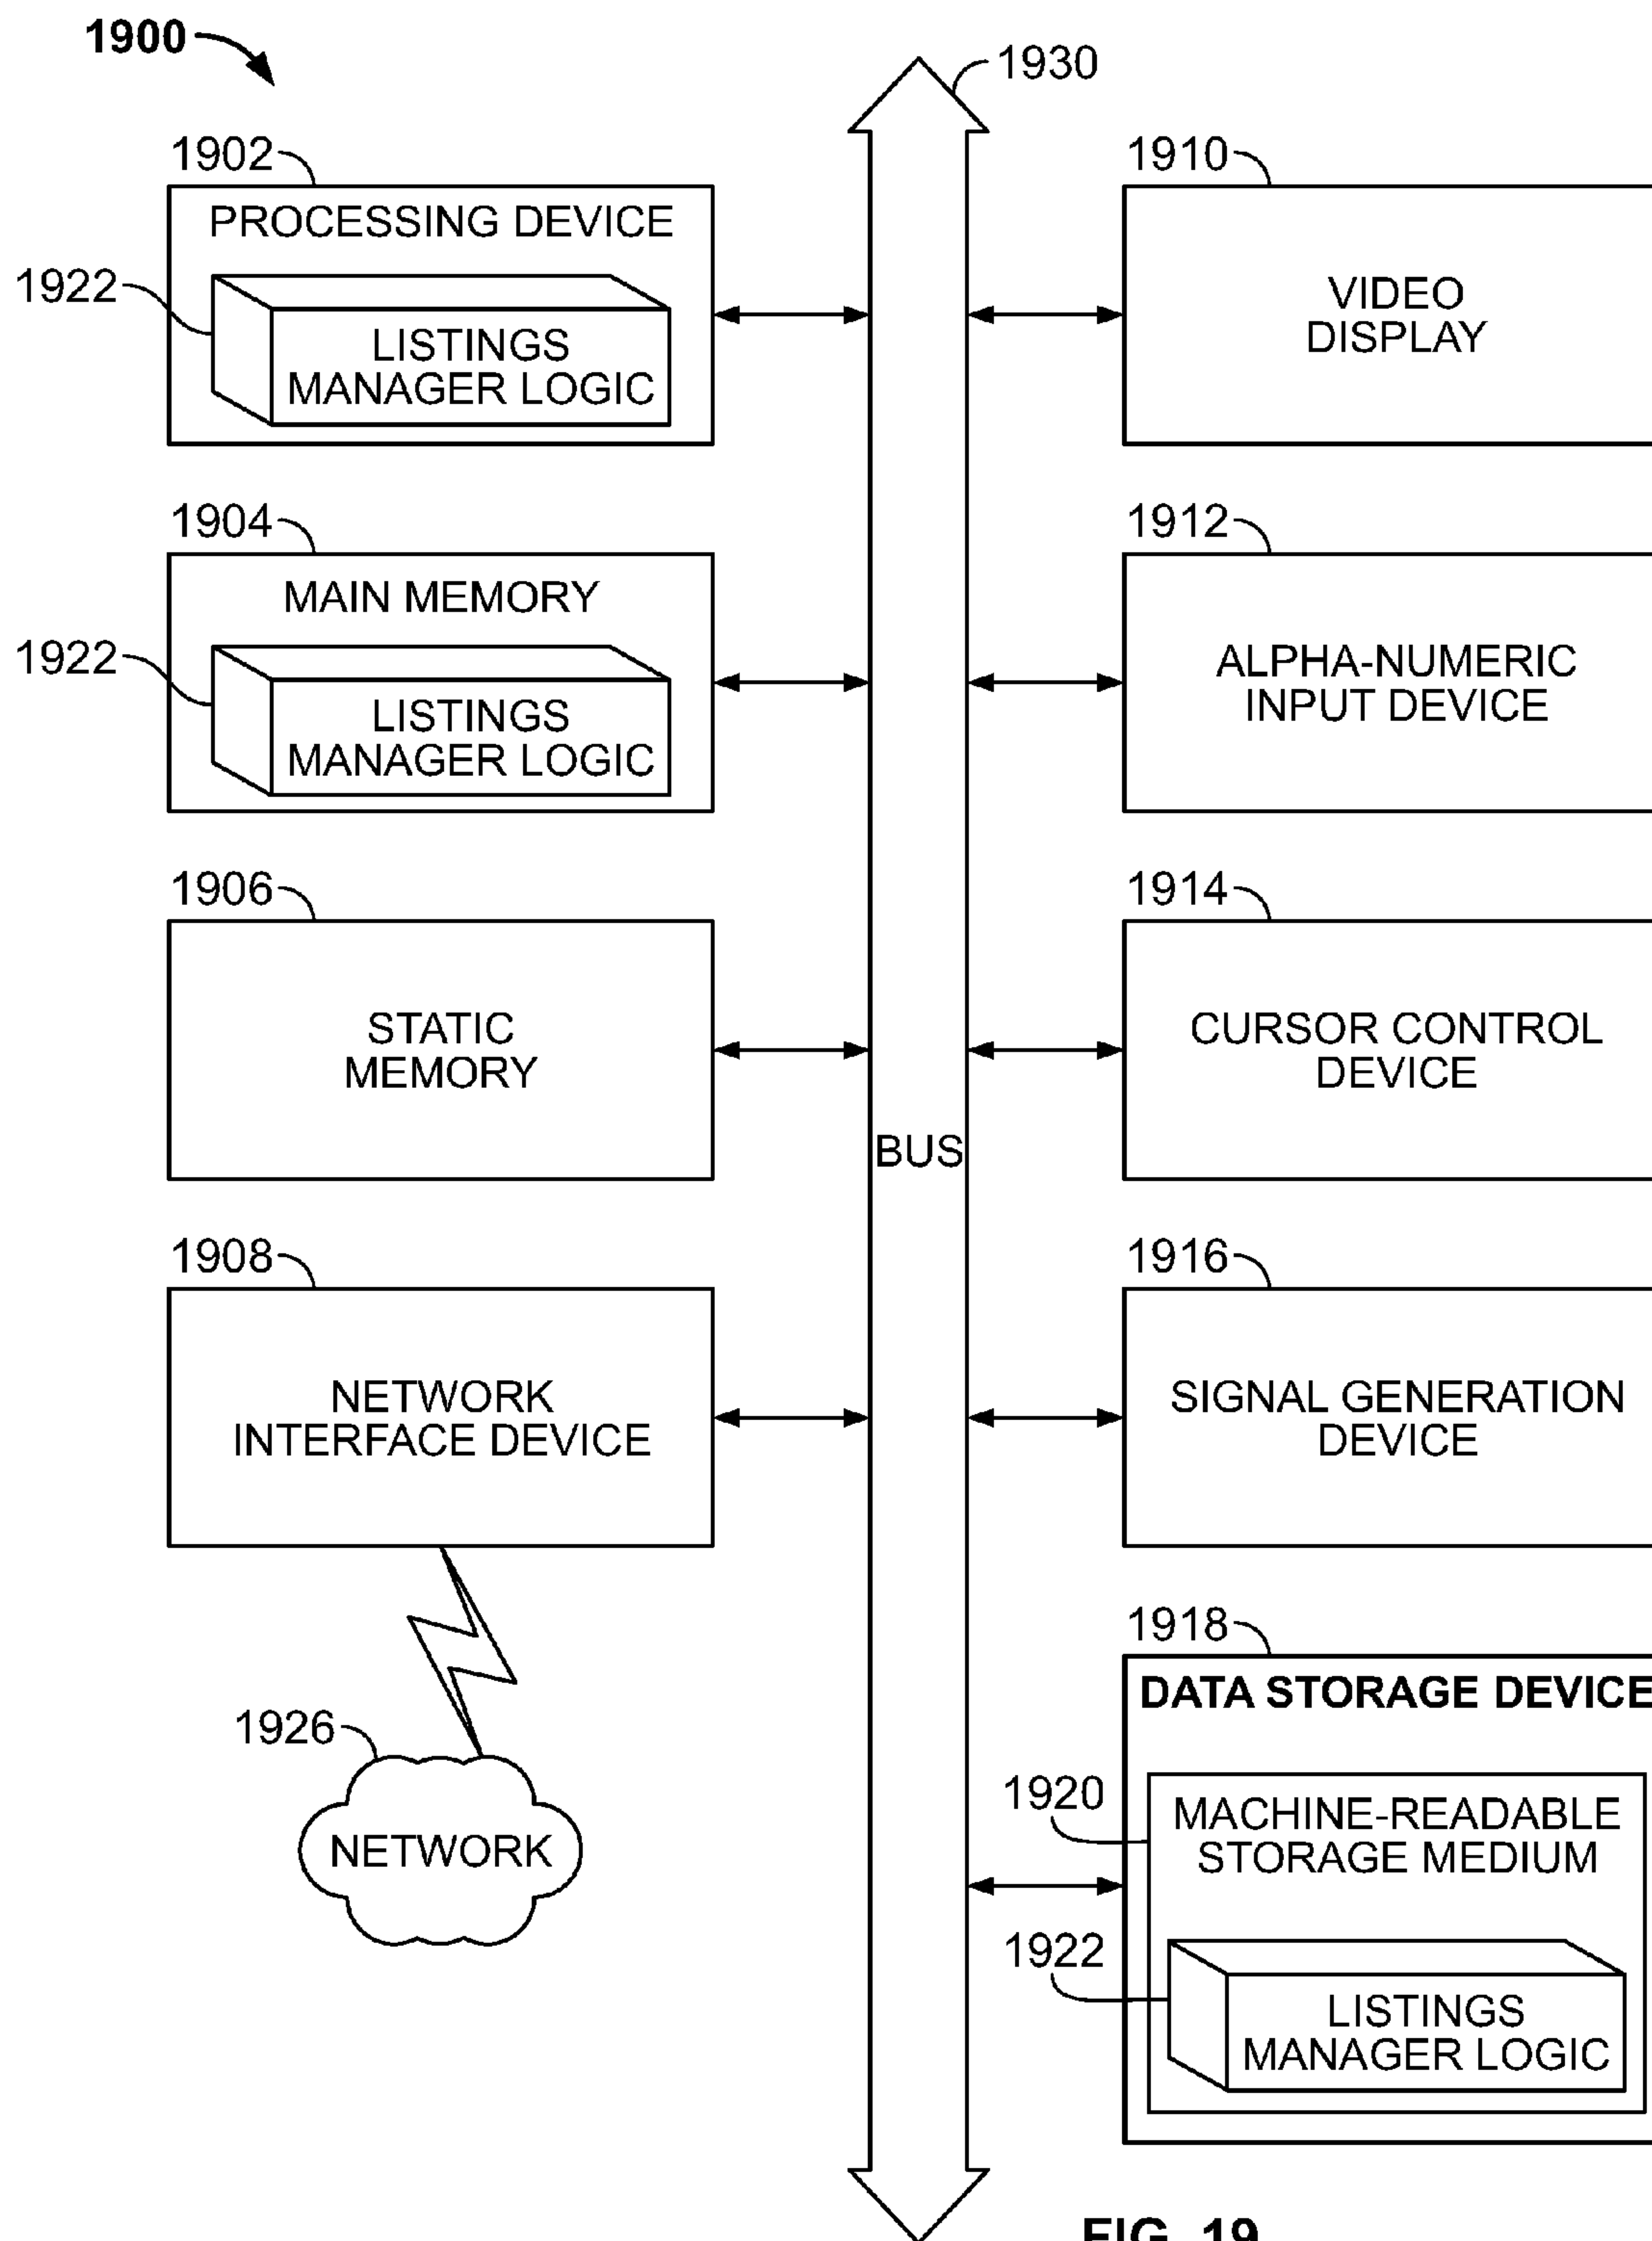 1900
1930
1902
PROCESSING DEVICE
1922
LISTINGS
MANAGER LOGIC
1904
MAIN MEMORY
1922
LISTINGS
MANAGER LOGIC
1906
STATIC
MEMORY
1908
NETWORK
INTERFACE DEVICE
1926
NETWORK
BUS
1910
VIDEO
DISPLAY
1912
ALPHA-NUMERIC
INPUT DEVICE
1914
CURSOR CONTROL
DEVICE
1916
SIGNAL GENERATION
DEVICE
1918
DATA STORAGE DEVICE
1920
MACHINE-READABLE
STORAGE MEDIUM
1922
LISTINGS
MANAGER LOGIC
FIG. 19